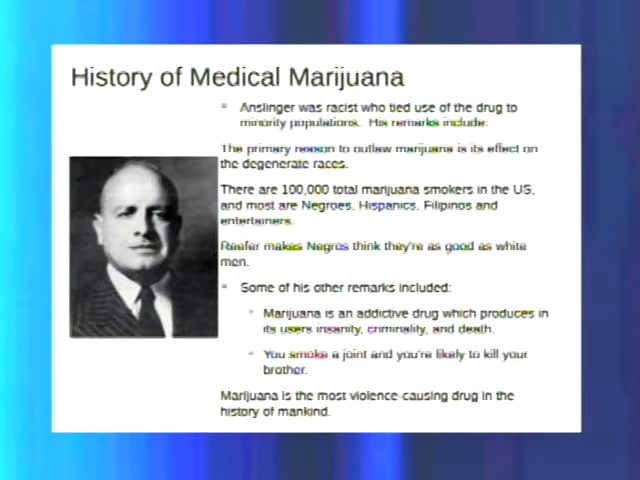 History of Medical Marijuana
Anslinger was racist who tied use of the drug to
minority populations. His remarks include:
The primary reason to outlaw marijuana is its effect on
the degenerate races.
There are 100,000 total marijuana smokers in the US,
and most are Negroes, Hispanics, Filipinos and
entertainers.
Reefer makes Negros think they're as good as white
men.
Some of his other remarks included:
Marijuana is an addictive drug which produces in
its users insanity, criminality, and death.
You smoke a joint and you're likely to kill your
brother.
Marijuana is the most violence-causing drug in the
history of mankind.